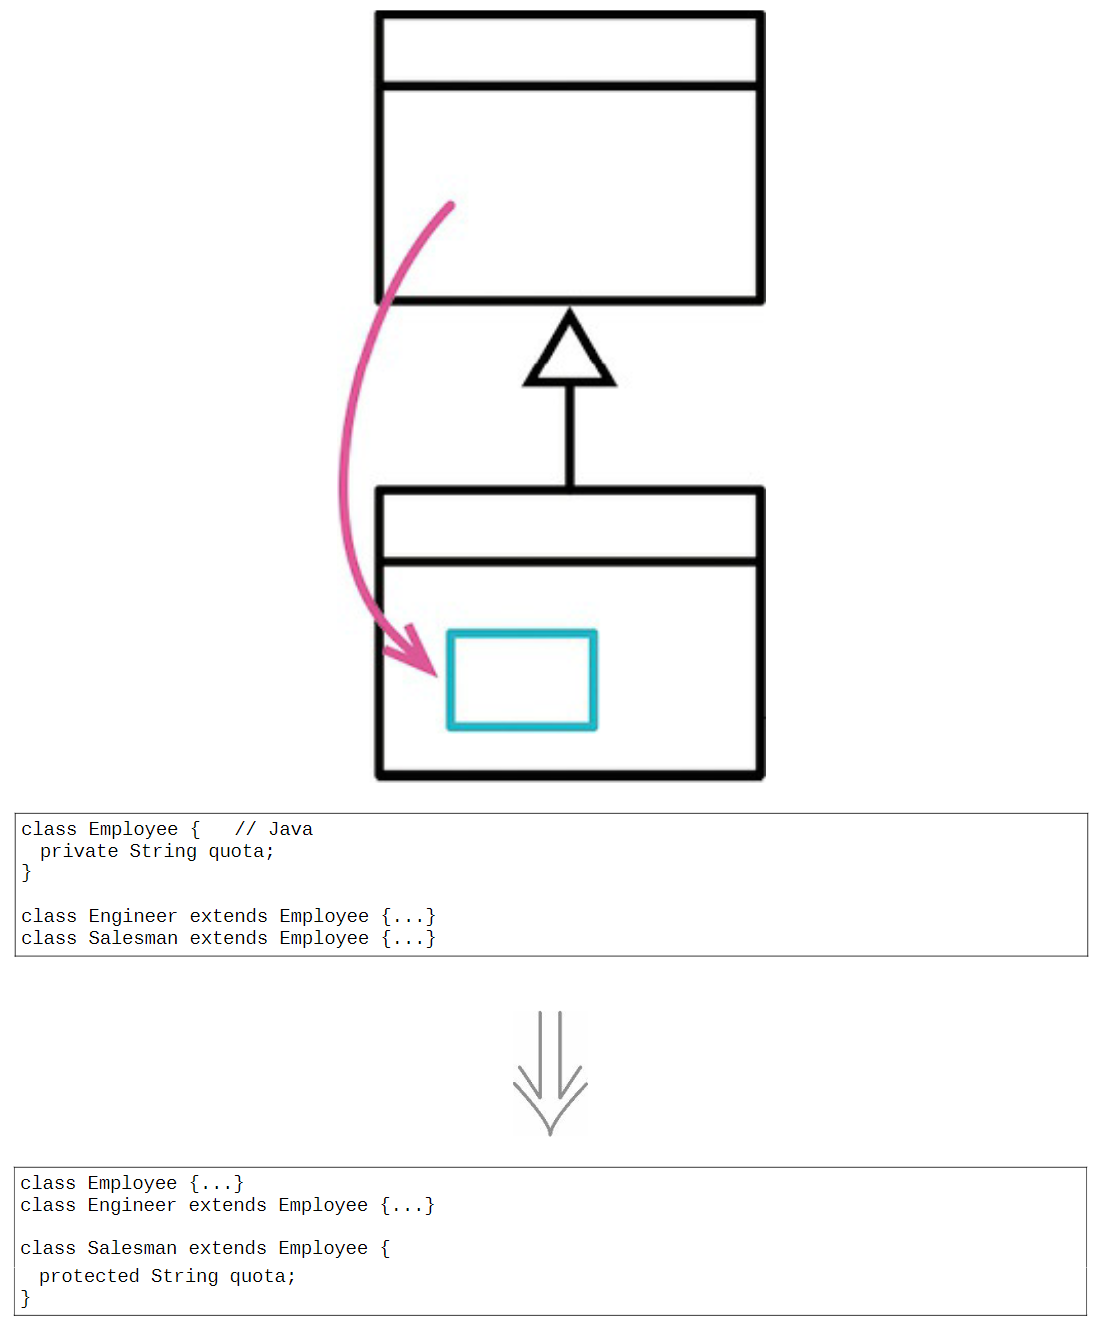 class Employee {   // Java
  private String quota;
}
class Engineer extends Employee {...}
class Salesman extends Employee {...}
class Employee {...}
class Engineer extends Employee {...}
class Salesman extends Employee {
  protected String quota;
}